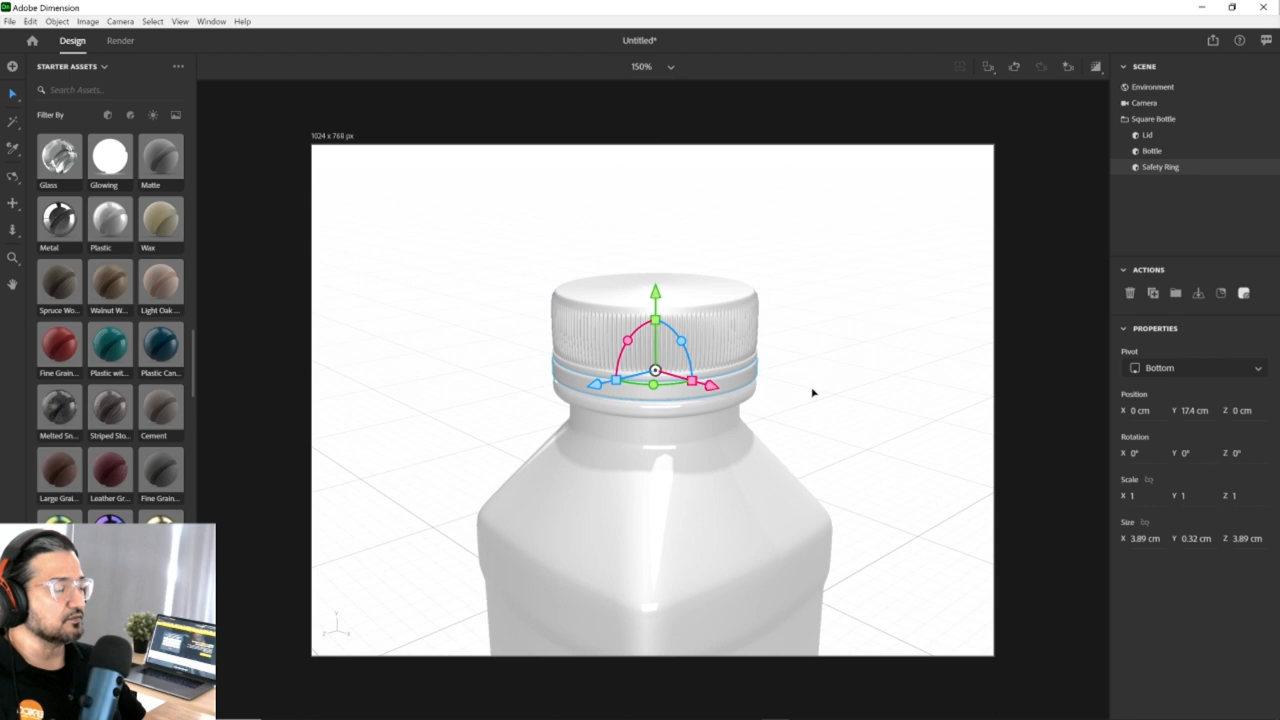 Adobe Dimension
File Edit Object Image Camera Select View Window Help
Design Render
Untitled*
STARTER ASSETS
Search Assets...
Filter By
150%
1024 x 768 px
Glass Glowing Matte
Metal Plastic Wax
Spruce Wo... Walnut W... Light Oak ...
Fine Grain... Plastic wit... Plastic Can...
Melted Sn... Striped Sto... Cement
Large Grai... Leather Gr... Fine Grain...
SCENE
Environment
Camera
Square Bottle
Lid
Bottle
Safety Ring
ACTIONS
PROPERTIES
Pivot
Bottom
Position
X 0 cm Y 17.4 cm Z 0 cm
Rotation
X 0° Y 0° Z 0°
Scale
X 1 Y 1 Z 1
Size
X 3.89 cm Y 0.32 cm Z 3.89 cm